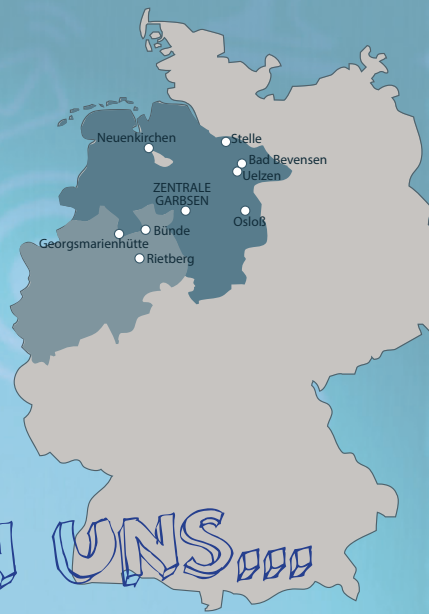 Neuenkirchen
Stelle
Bad Bevensen
Uelzen
ZENTRALE
GARBSEN
Osloß
Bünde
Georgsmarienhütte
Rietberg
UNS...